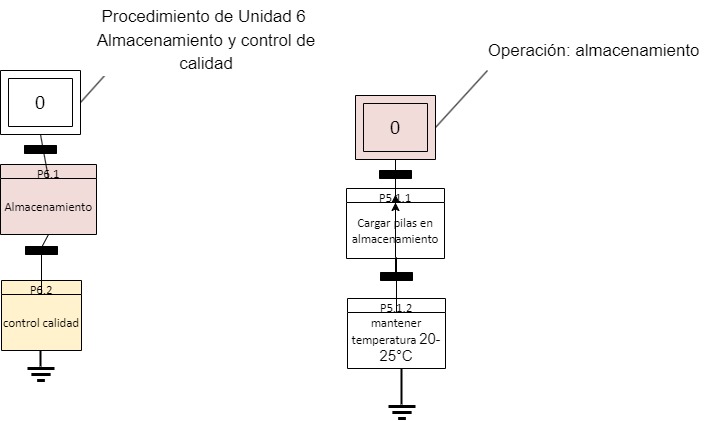 Procedimiento de Unidad 6
Almacenamiento y control de
calidad
0
P6.1
Almacenamiento
P6.2
control calidad
Operación: almacenamiento
0
P5.1.1
Cargar pilas en
almacenamiento
P5.1.2
mantener
temperatura 20-
25°C